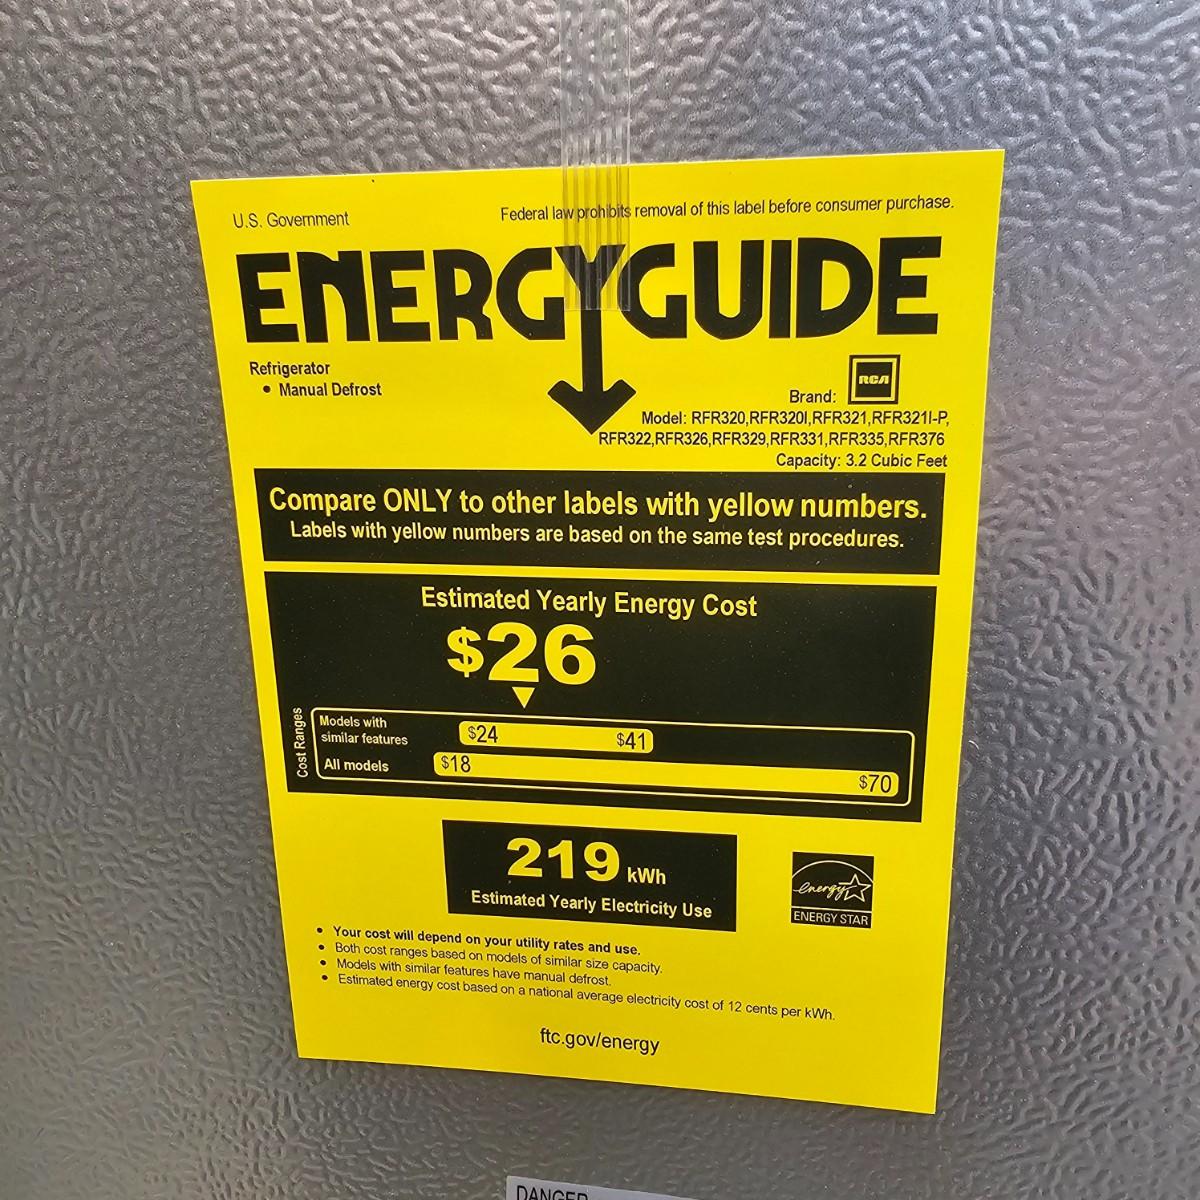 U.S. Government
Federal law prohibits removal of this label before consumer purchase.
ENERGYGUIDE
Refrigerator
• Manual Defrost
Brand: RCA
Model: RFR320,RFR320I,RFR321,RFR321I-P,
RFR322,RFR326,RFR329,RFR331,RFR335,RFR376
Capacity: 3.2 Cubic Feet
Compare ONLY to other labels with yellow numbers.
Labels with yellow numbers are based on the same test procedures.
Estimated Yearly Energy Cost
$26
Cost Ranges
Models with
similar features
$24 $41
All models
$18 $70
219 kWh
Estimated Yearly Electricity Use
energy
ENERGY STAR
• Your cost will depend on your utility rates and use.
• Both cost ranges based on models of similar size capacity.
• Models with similar features have manual defrost.
• Estimated energy cost based on a national average electricity cost of 12 cents per kWh.
ftc.gov/energy
DANGER